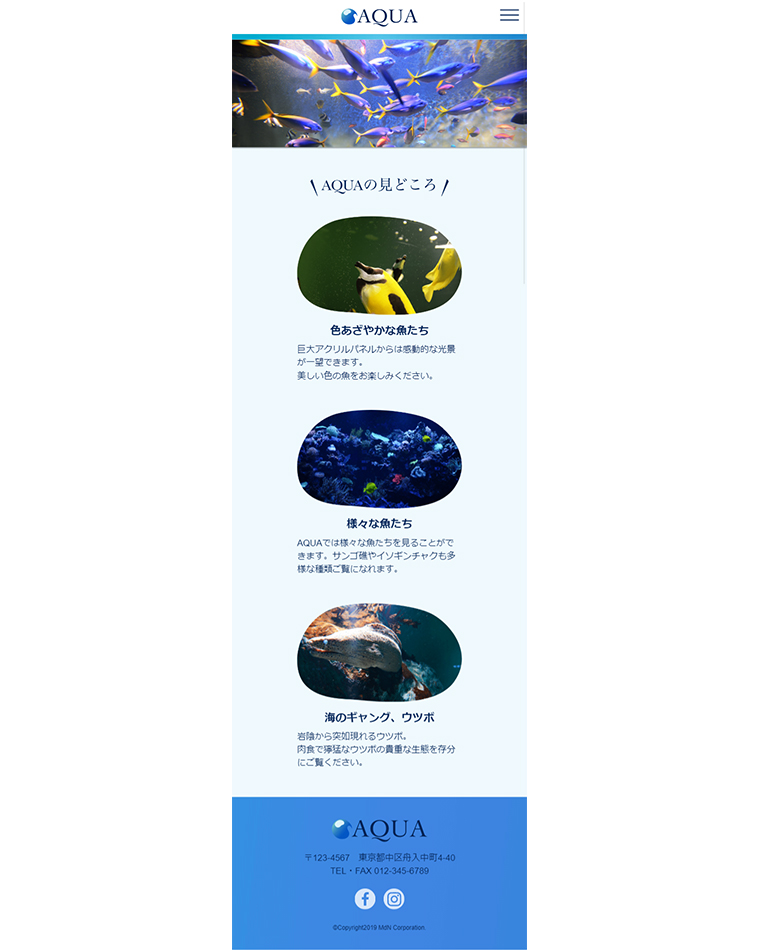 AQUA
AQUAの見どころ
色あざやかな魚たち
巨大アクリルパネルからは感動的な光景
が一望できます。
美しい色の魚をお楽しみください。
様々な魚たち
AQUAでは様々な魚たちを見ることがで
きます。サンゴ礁やイソギンチャクも多
様な種類ご覧になれます。
海のギャング、ウツボ
岩陰から突如現れるウツボ。
肉食で獰猛なウツボの貴重な生態を存分
にご覧ください。
AQUA
〒123-4567　東京都中区舟入中町4-40
TEL・FAX 012-345-6789
©Copyright2019 MdN Corporation